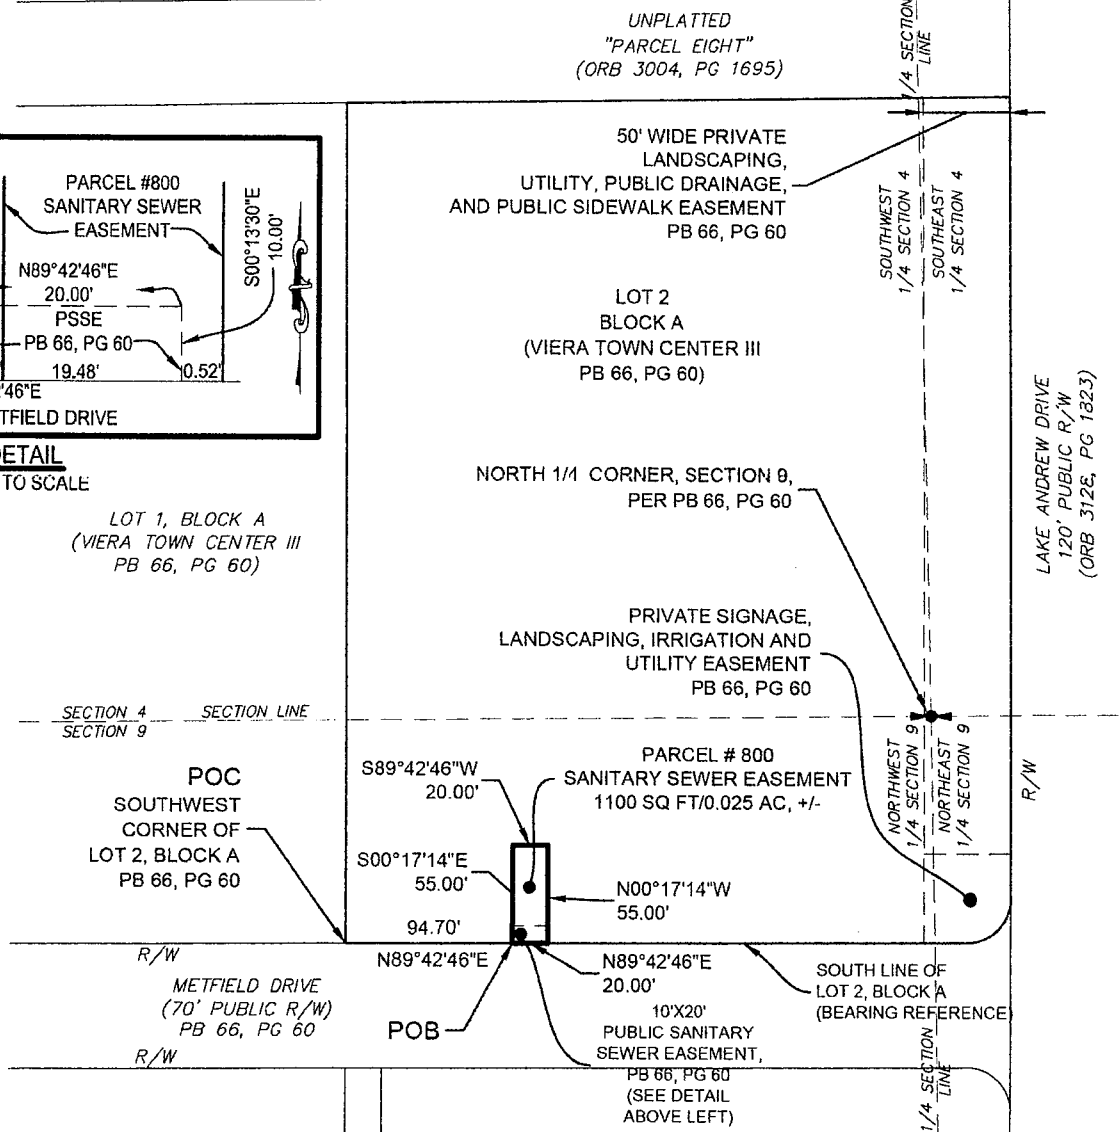 UNPLATTED
"PARCEL EIGHT"
(ORB 3004, PG 1695)
1/4 SECTION
LINE
50' WIDE PRIVATE
LANDSCAPING,
UTILITY, PUBLIC DRAINAGE,
AND PUBLIC SIDEWALK EASEMENT
PB 66, PG 60
SOUTHWEST
1/4 SECTION 4
SOUTHEAST
1/4 SECTION 4
PARCEL #800
SANITARY SEWER
EASEMENT
S00°13'30"E
10.00'
N89°42'46"E
20.00'
PSSE
PB 66, PG 60
19.48'
0.52'
'46"E
TFIELD DRIVE
DETAIL
TO SCALE
LOT 2
BLOCK A
(VIERA TOWN CENTER III
PB 66, PG 60)
LAKE ANDREW DRIVE
120' PUBLIC R/W
(ORB 3128, PG 1823)
NORTH 1/4 CORNER, SECTION 9,
PER PB 66, PG 60
LOT 1, BLOCK A
(VIERA TOWN CENTER III
PB 66, PG 60)
PRIVATE SIGNAGE,
LANDSCAPING, IRRIGATION AND
UTILITY EASEMENT
PB 66, PG 60
SECTION 4
SECTION LINE
SECTION 9
NORTHWEST
1/4 SECTION 9
NORTHEAST
1/4 SECTION 9
R/W
POC
SOUTHWEST
CORNER OF
LOT 2, BLOCK A
PB 66, PG 60
S89°42'46"W
20.00'
PARCEL # 800
SANITARY SEWER EASEMENT
1100 SQ FT/0.025 AC, +/-
S00°17'14"E
55.00'
N00°17'14"W
55.00'
94.70'
N89°42'46"E
N89°42'46"E
20.00'
R/W
METFIELD DRIVE
(70' PUBLIC R/W)
PB 66, PG 60
R/W
POB
10'X20'
PUBLIC SANITARY
SEWER EASEMENT,
PB 66, PG 60
(SEE DETAIL
ABOVE LEFT)
SOUTH LINE OF
LOT 2, BLOCK A
(BEARING REFERENCE)
1/4 SECTION
LINE